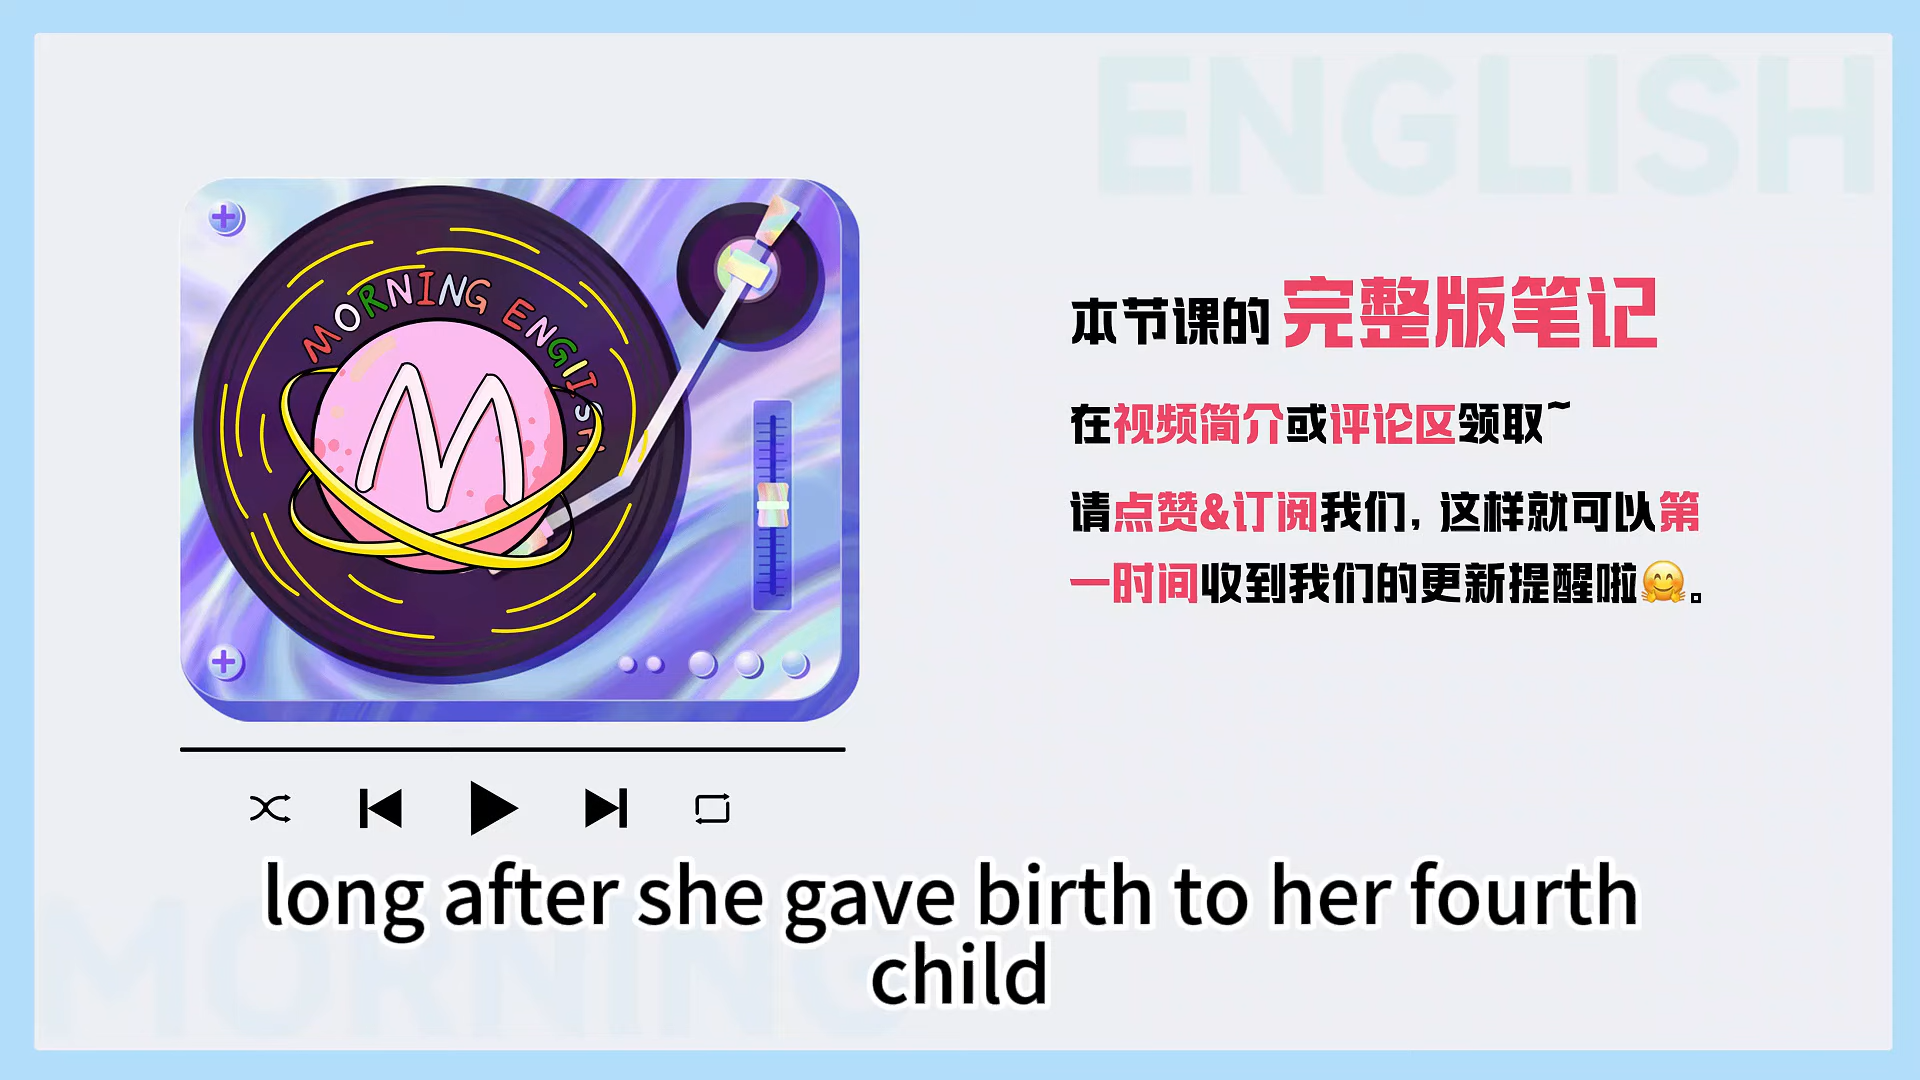 ENGLISH
MORNING ENGLISH
M
本节课的完整版笔记
在视频简介或评论区领取~
请点赞&订阅我们，这样就可以第
一时间收到我们的更新提醒啦🤗。
long after she gave birth to her fourth
child
MORNING